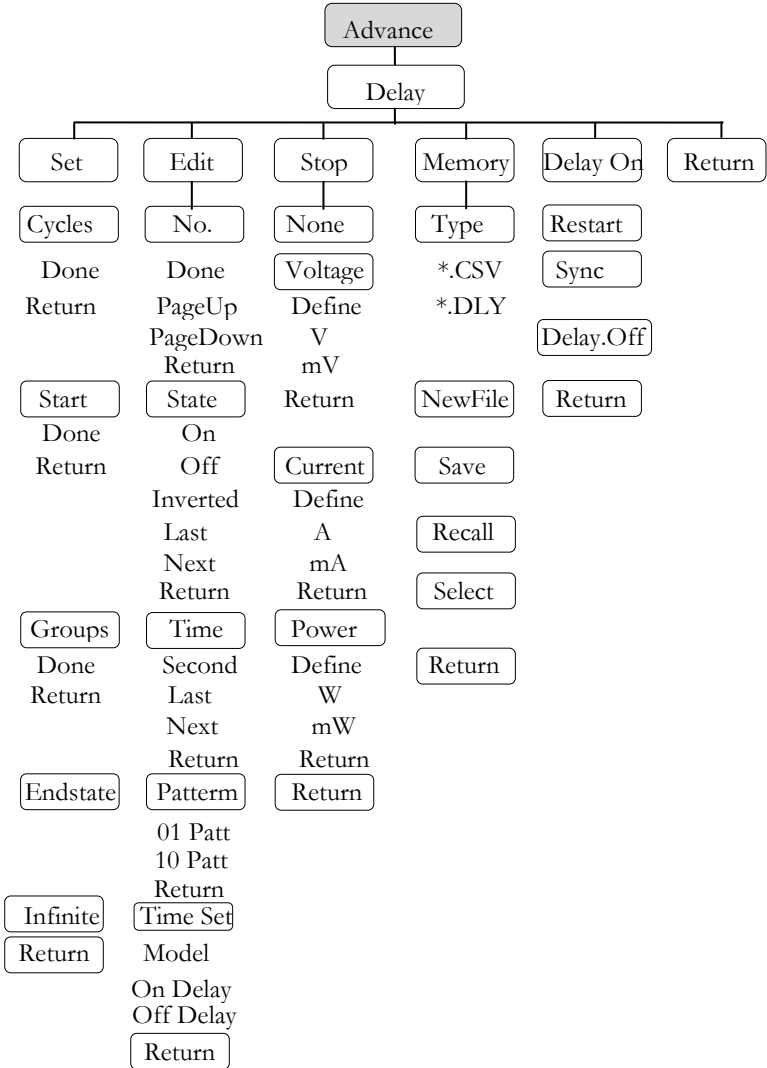 Advance
Delay
Set
Edit
Stop
Memory
Delay On
Return
Cycles
Done
Return
Start
Done
Return
Groups
Done
Return
Endstate
Infinite
Return
No.
Done
PageUp
PageDown
Return
State
On
Off
Inverted
Last
Next
Return
Time
Second
Last
Next
Return
Patterm
01 Patt
10 Patt
Return
Time Set
Model
On Delay
Off Delay
Return
None
Voltage
Define
V
mV
Return
Current
Define
A
mA
Return
Power
Define
W
mW
Return
Return
Type
*.CSV
*.DLY
NewFile
Save
Recall
Select
Return
Restart
Sync
Delay.Off
Return